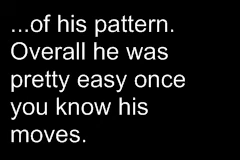 ...of his pattern.
Overall he was
pretty easy once
you know his
moves.